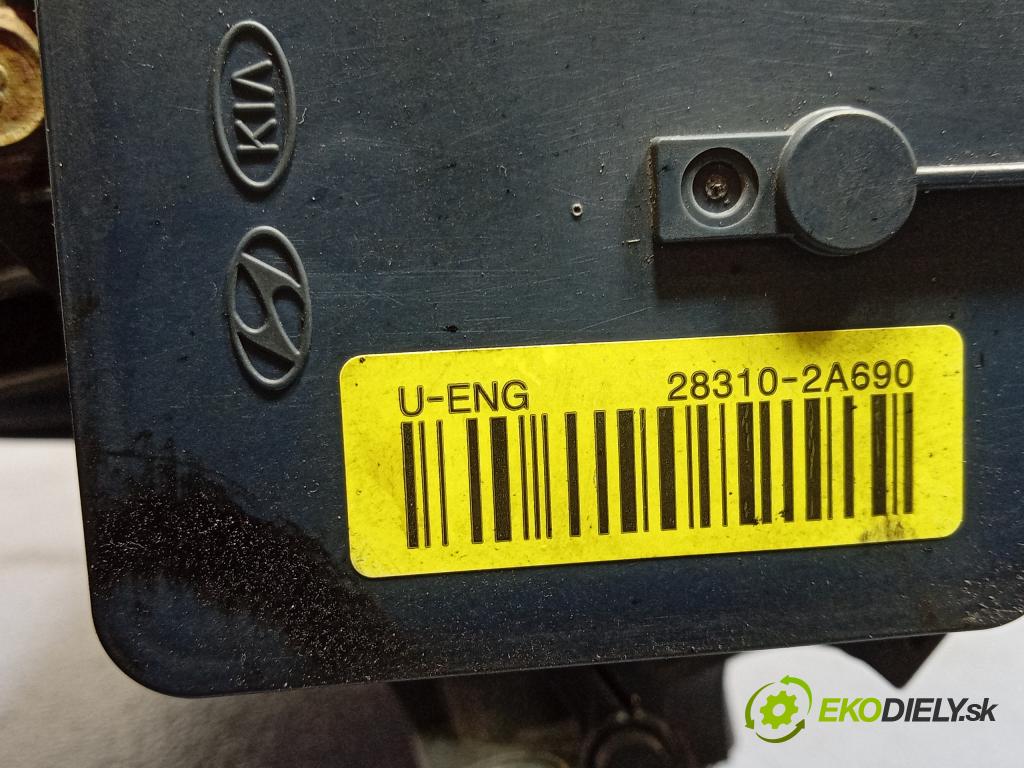 KIA
U-ENG 28310-2A690
EKODIELY.sk